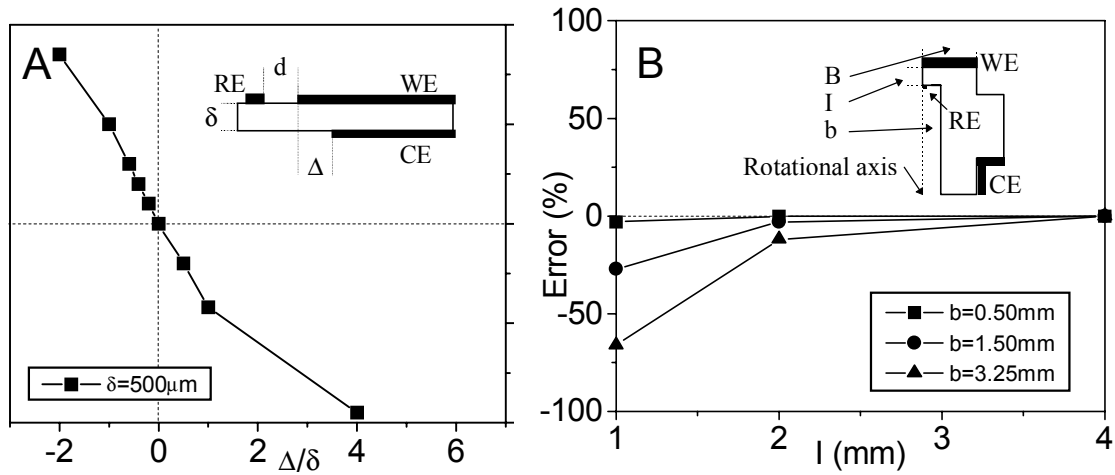 A
d
RE
WE
δ
CE
Δ
δ=500μm
-2
0
2
4
6
Δ/δ
B
100
50
0
-50
-100
Error (%)
B
WE
I
b
RE
Rotational axis
CE
b=0.50mm
b=1.50mm
b=3.25mm
1
2
3
4
I (mm)